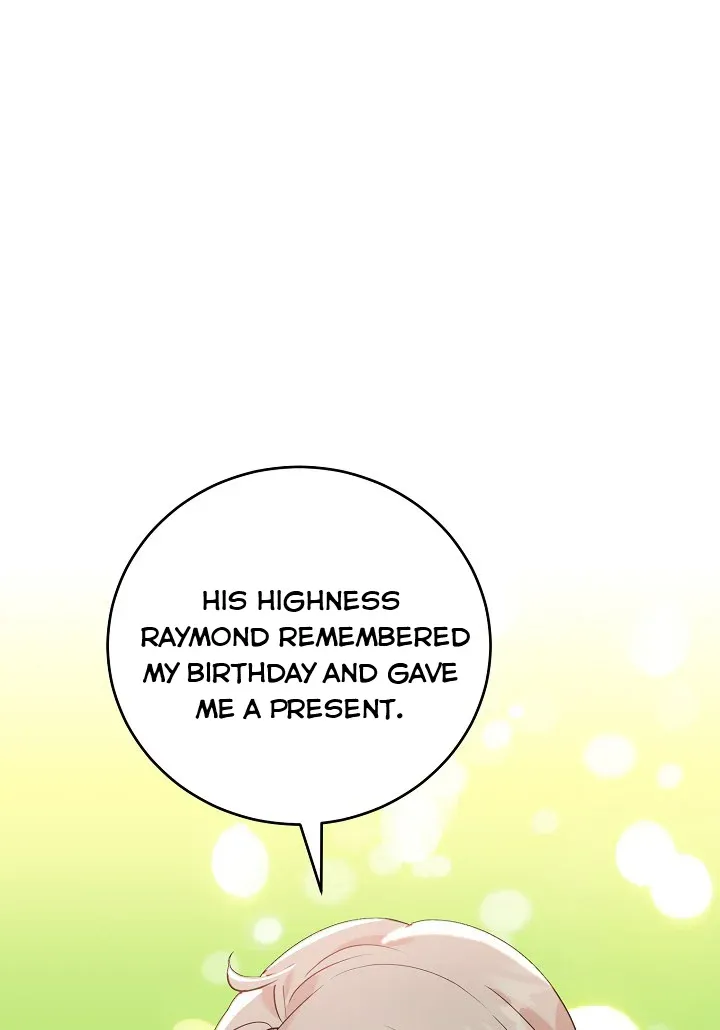 HIS HIGHNESS
RAYMOND REMEMBERED
MY BIRTHDAY AND GAVE
ME A PRESENT.